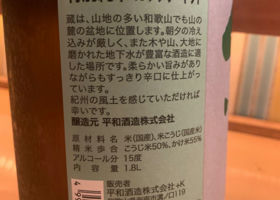 蔵は、山地の多い和歌山でも山の
麓の盆地に位置します。朝夕の冷え
込みが厳しく、また木や山、大地に
磨かれた地下水も豊富な酒造に適
した場所です。柔らかい旨みがあり
ながらもすっきり辛口に仕上がって
います。
紀州の風土を感じていただければ
幸いです。
醸造元 平和酒造株式会社
原材料名 米(国産)、米こうじ(国産米)
精米歩合 こうじ米50%、かけ米55%
アルコール分 15度
内容量 1.8L
販売者
平和酒造株式会社+K
溝ノ口119